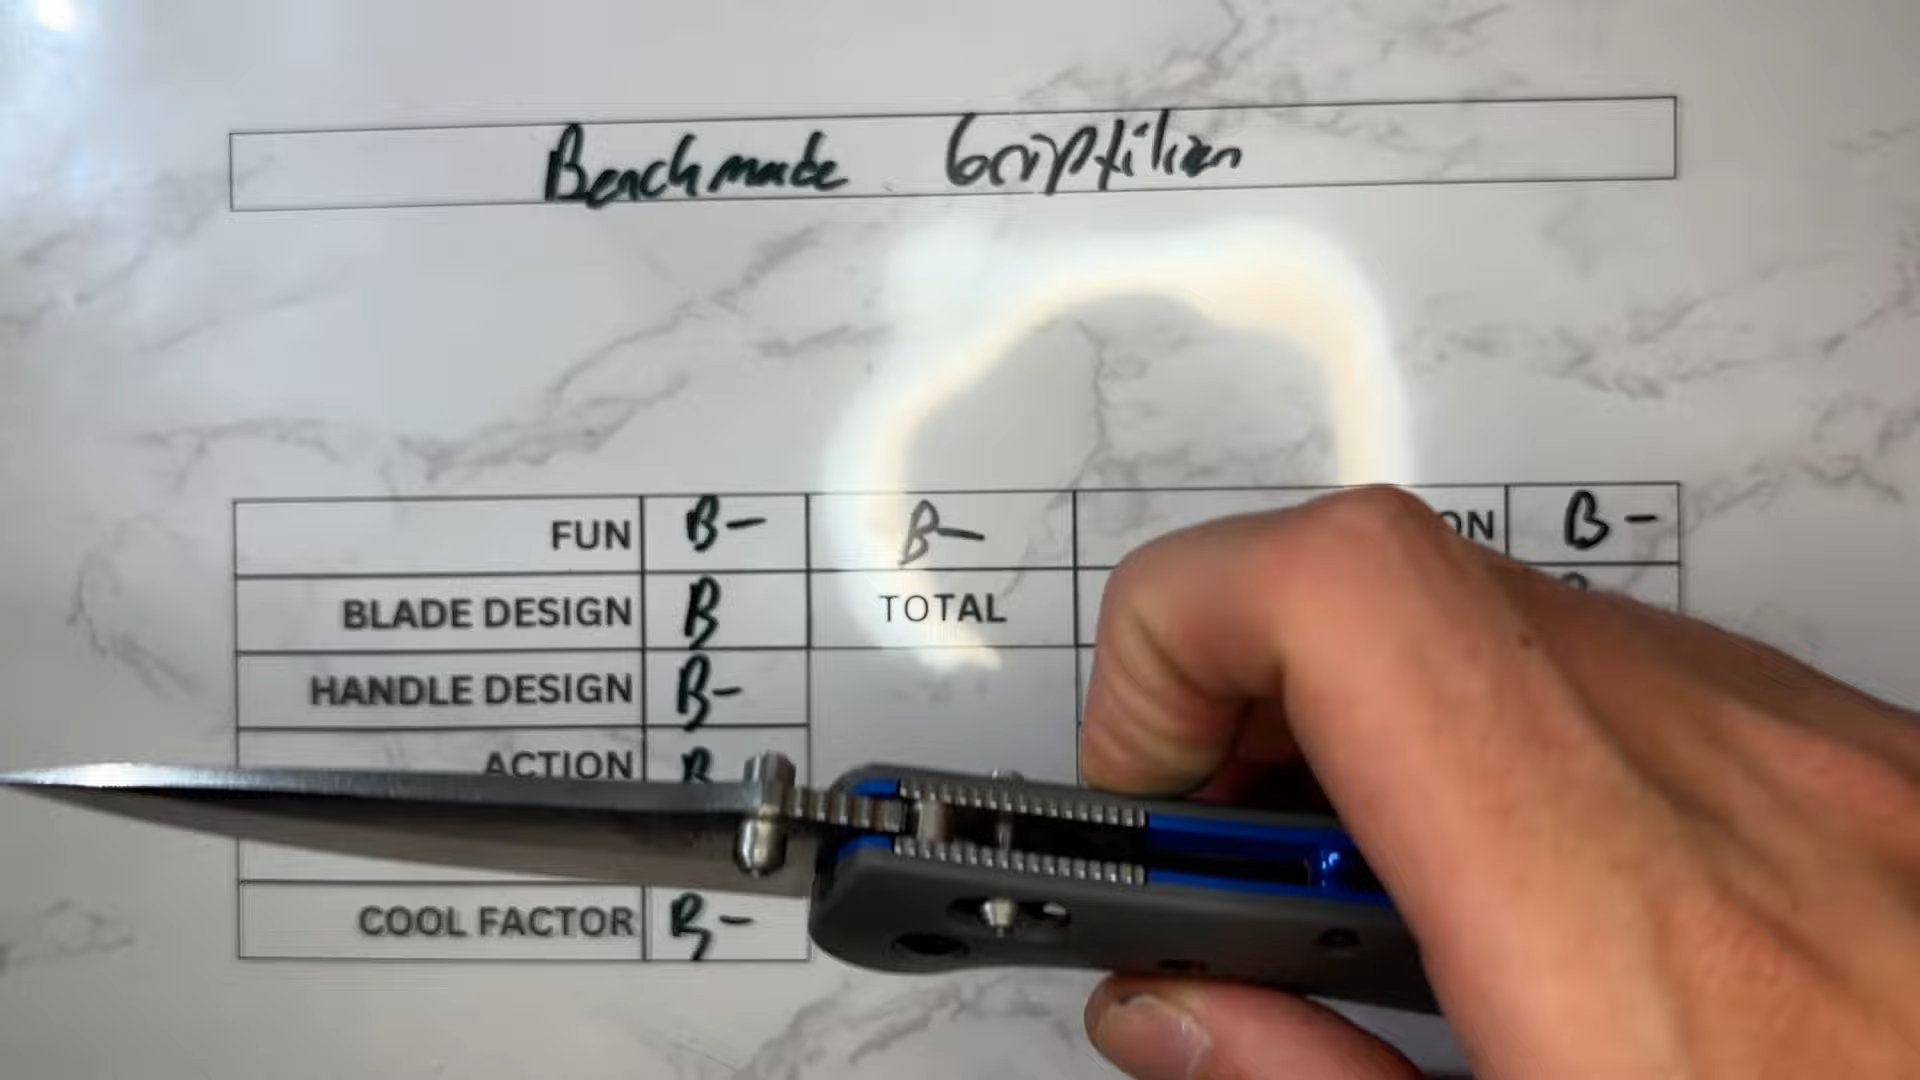 Benchmade Griptilian
FUN B- B- ON B-
BLADE DESIGN B TOTAL
HANDLE DESIGN B-
ACTION B
COOL FACTOR B-